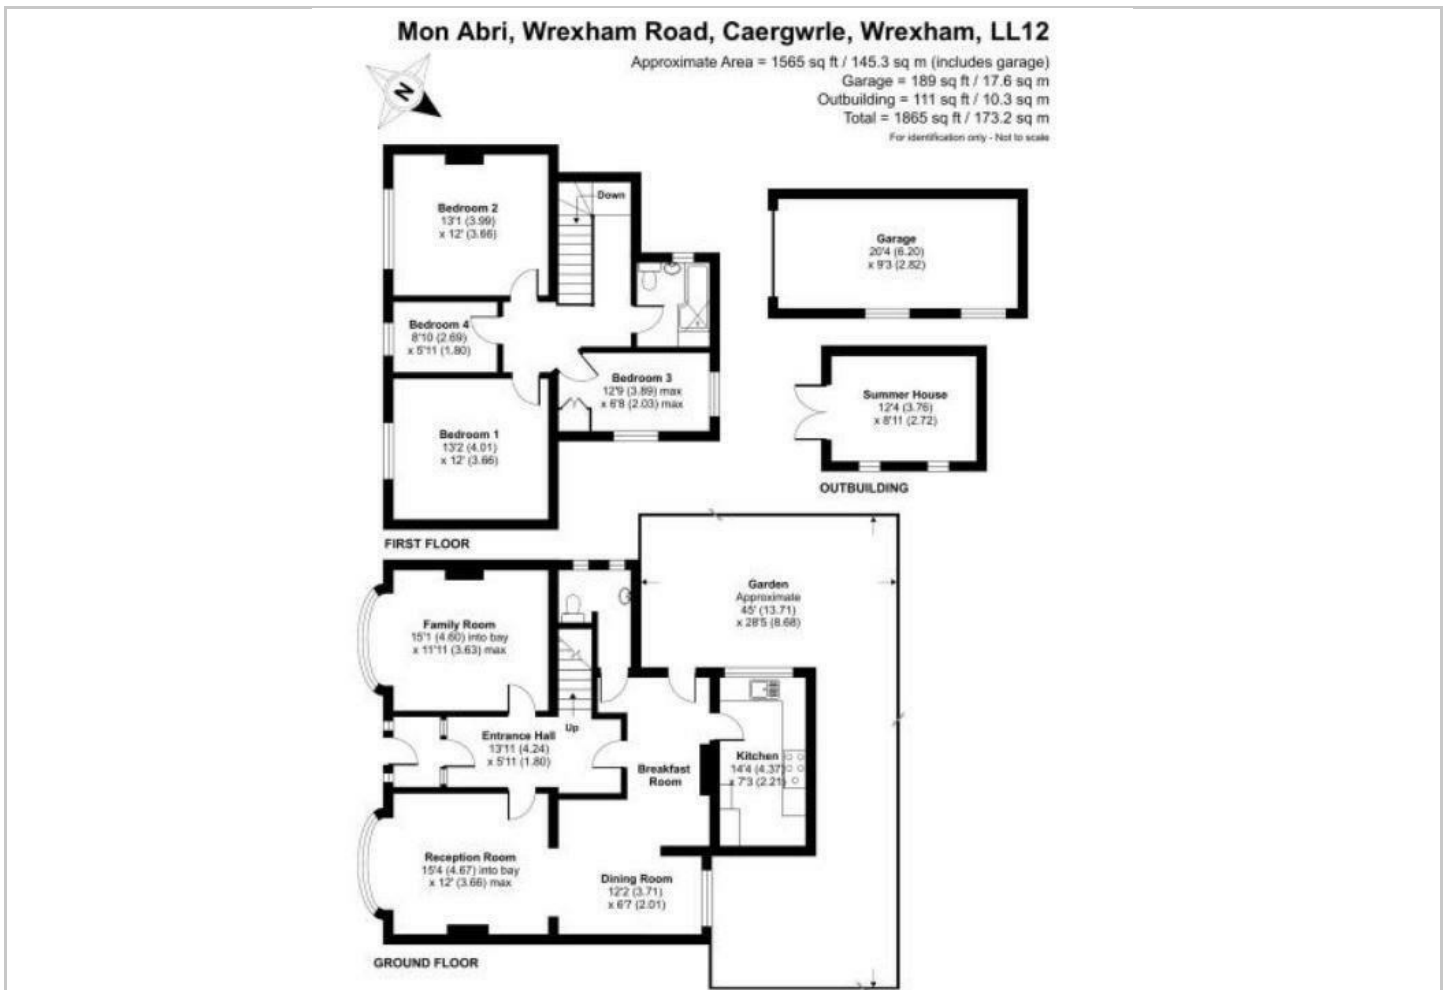 Mon Abri, Wrexham Road, Caergwrle, Wrexham, LL12
Approximate Area = 1565 sq ft / 145.3 sq m (includes garage)
Garage = 189 sq ft / 17.6 sq m
Outbuilding = 111 sq ft / 10.3 sq m
Total = 1865 sq ft / 173.2 sq m
For identification only - Not to scale
N
Bedroom 2
13'1 (3.99)
x 12' (3.66)
Down
Bedroom 4
8'10 (2.69)
x 5'11 (1.80)
Bedroom 3
12'9 (3.89) max
x 6'8 (2.03) max
Bedroom 1
13'2 (4.01)
x 12' (3.66)
FIRST FLOOR
Garage
20'4 (6.20)
x 9'3 (2.82)
Summer House
12'4 (3.76)
x 8'11 (2.72)
OUTBUILDING
Garden
Approximate
45' (13.71)
x 28'5 (8.68)
Family Room
15'1 (4.60) into bay
x 11'11 (3.63) max
Up
Entrance Hall
13'11 (4.24)
x 5'11 (1.80)
Breakfast
Room
Kitchen
14'4 (4.37)
x 7'3 (2.21)
Reception Room
15'4 (4.67) into bay
x 12' (3.66) max
Dining Room
12'2 (3.71)
x 6'7 (2.01)
GROUND FLOOR